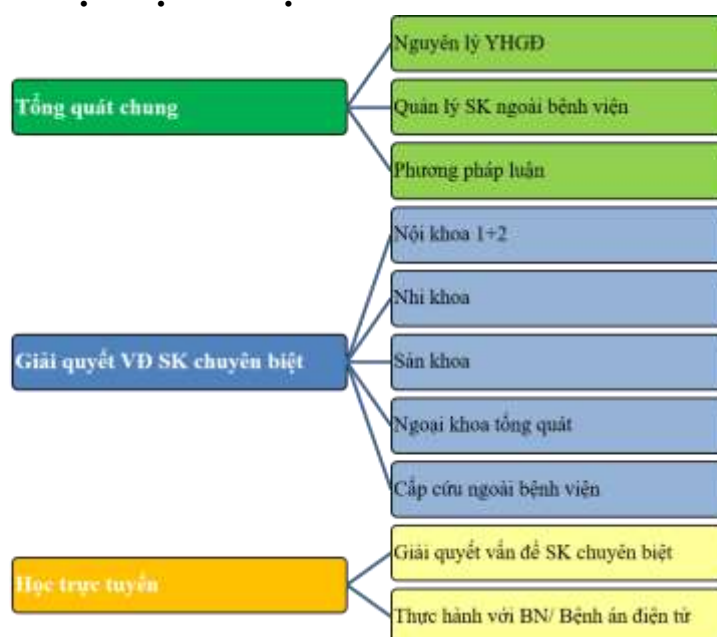 Tổng quát chung
Nguyên lý YHGĐ
Quản lý SK ngoài bệnh viện
Phương pháp luận
Giải quyết VĐ SK chuyên biệt
Nội khoa 1+2
Nhi khoa
Sản khoa
Ngoại khoa tổng quát
Cấp cứu ngoài bệnh viện
Học trực tuyến
Giải quyết vấn đề SK chuyên biệt
Thực hành với BN/ Bệnh án điện tử